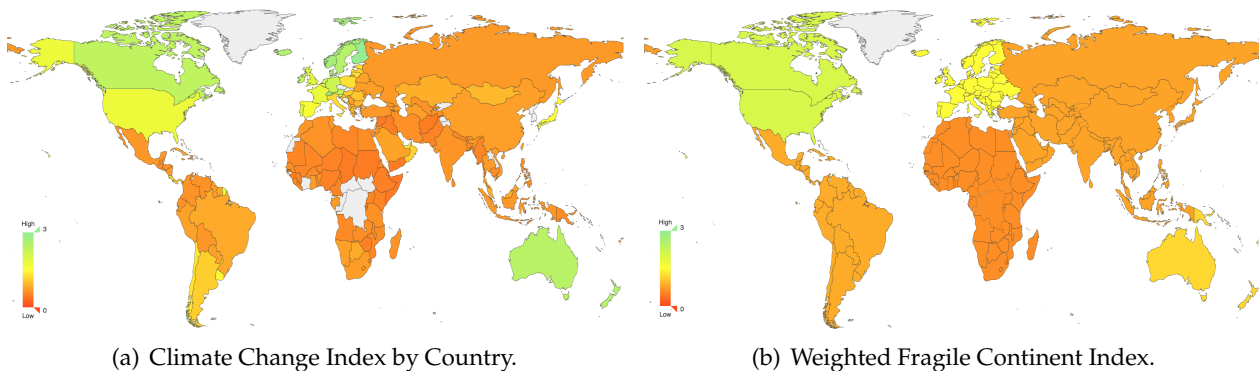 High
3
0
Low
High
3
0
Low
(a) Climate Change Index by Country.
(b) Weighted Fragile Continent Index.